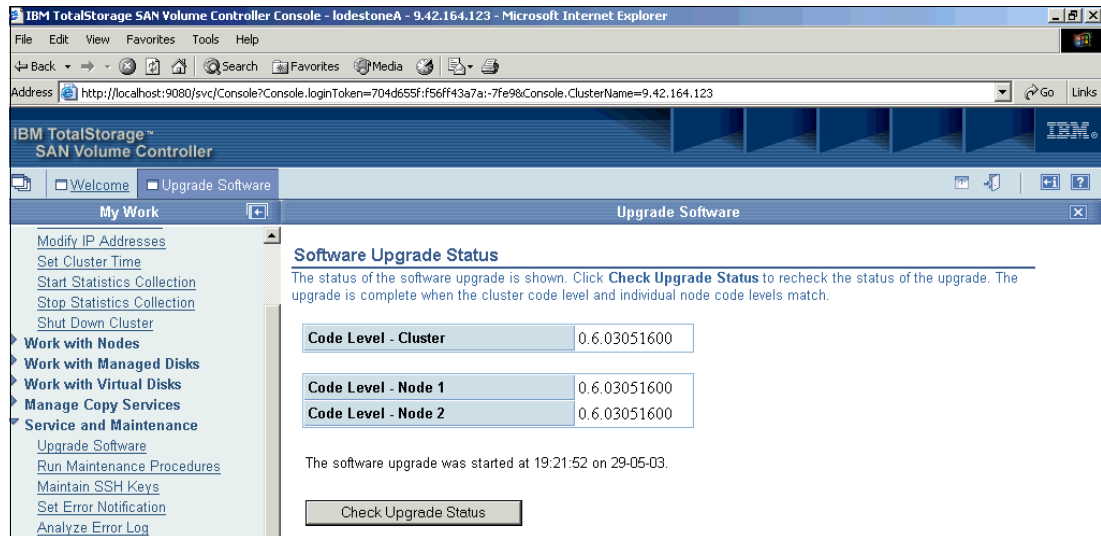 IBM TotalStorage SAN Volume Controller Console - lodestoneA - 9.42.164.123 - Microsoft Internet Explorer
File Edit View Favorites Tools Help
Back Search Favorites Media
Address http://localhost:9080/svc/Console?Console.loginToken=704d655f:f56ff43a7a:-7fe9&Console.ClusterName=9.42.164.123 Go Links
IBM TotalStorage™
SAN Volume Controller
IBM®
Welcome Upgrade Software
My Work
Upgrade Software
Modify IP Addresses
Set Cluster Time
Start Statistics Collection
Stop Statistics Collection
Shut Down Cluster
Work with Nodes
Work with Managed Disks
Work with Virtual Disks
Manage Copy Services
Service and Maintenance
Upgrade Software
Run Maintenance Procedures
Maintain SSH Keys
Set Error Notification
Analyze Error Log
Software Upgrade Status
The status of the software upgrade is shown. Click Check Upgrade Status to recheck the status of the upgrade. The
upgrade is complete when the cluster code level and individual node code levels match.
Code Level - Cluster 0.6.03051600
Code Level - Node 1 0.6.03051600
Code Level - Node 2 0.6.03051600
The software upgrade was started at 19:21:52 on 29-05-03.
Check Upgrade Status